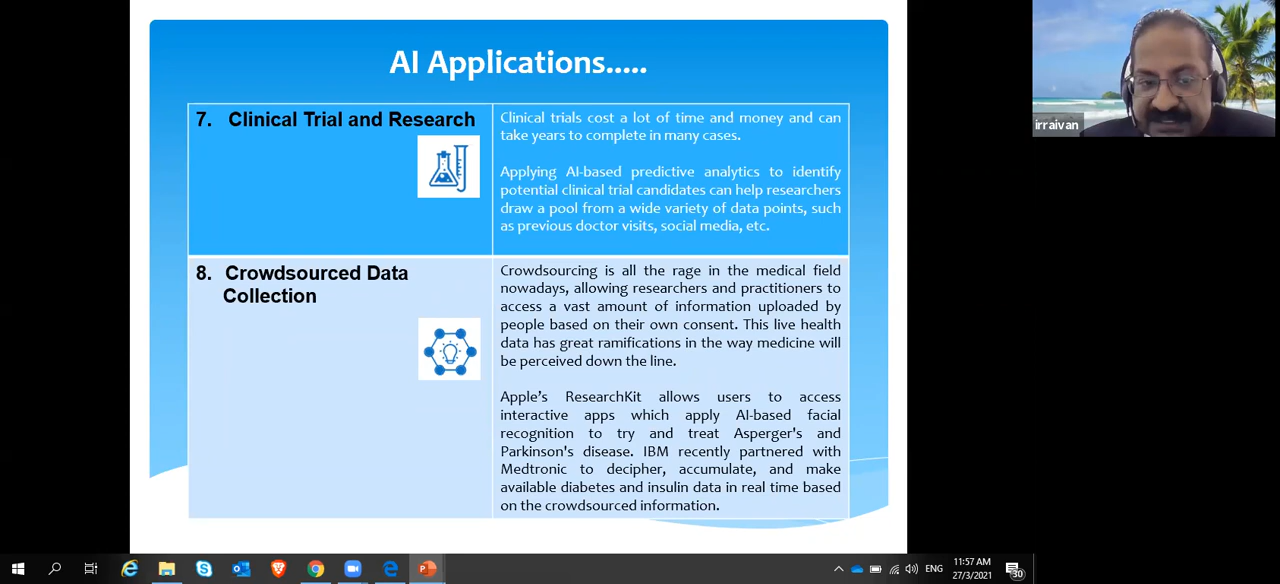 AI Applications.....
7. Clinical Trial and Research
Clinical trials cost a lot of time and money and can
take years to complete in many cases.
Applying AI-based predictive analytics to identify
potential clinical trial candidates can help researchers
draw a pool from a wide variety of data points, such
as previous doctor visits, social media, etc.
8. Crowdsourced Data
Collection
Crowdsourcing is all the rage in the medical field
nowadays, allowing researchers and practitioners to
access a vast amount of information uploaded by
people based on their own consent. This live health
data has great ramifications in the way medicine will
be perceived down the line.
Apple’s ResearchKit allows users to access
interactive apps which apply AI-based facial
recognition to try and treat Asperger's and
Parkinson's disease. IBM recently partnered with
Medtronic to decipher, accumulate, and make
available diabetes and insulin data in real time based
on the crowdsourced information.
irraivan
ENG
11:57 AM
27/3/2021
30